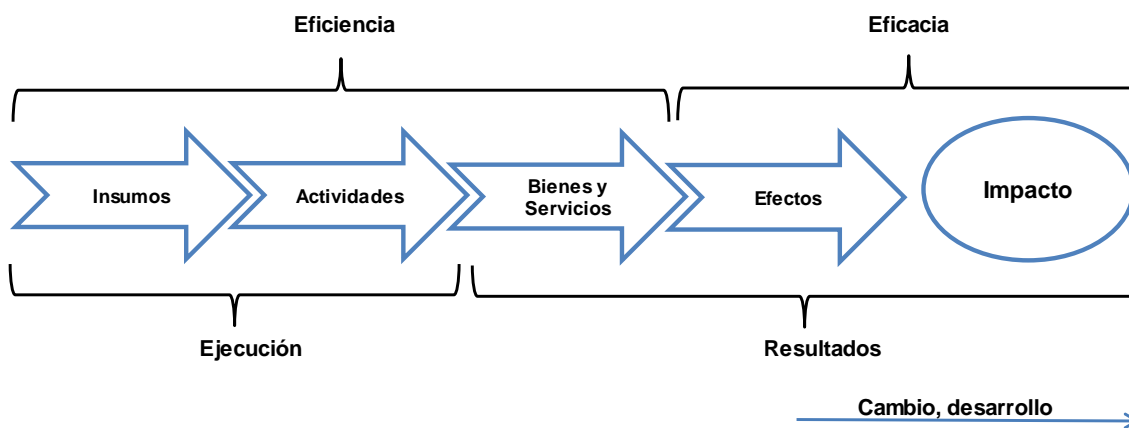 Eficiencia
Eficacia
Insumos
Actividades
Bienes y
Servicios
Efectos
Impacto
Ejecución
Resultados
Cambio, desarrollo